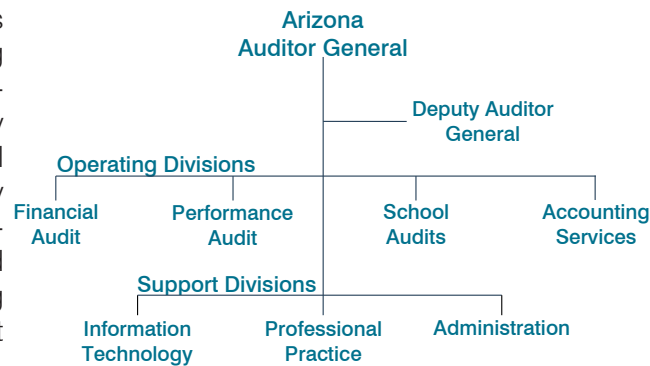 Arizona
Auditor General
Deputy Auditor
General
Operating Divisions
Financial
Audit
Performance
Audit
School
Audits
Accounting
Services
Support Divisions
Information
Technology
Professional
Practice
Administration